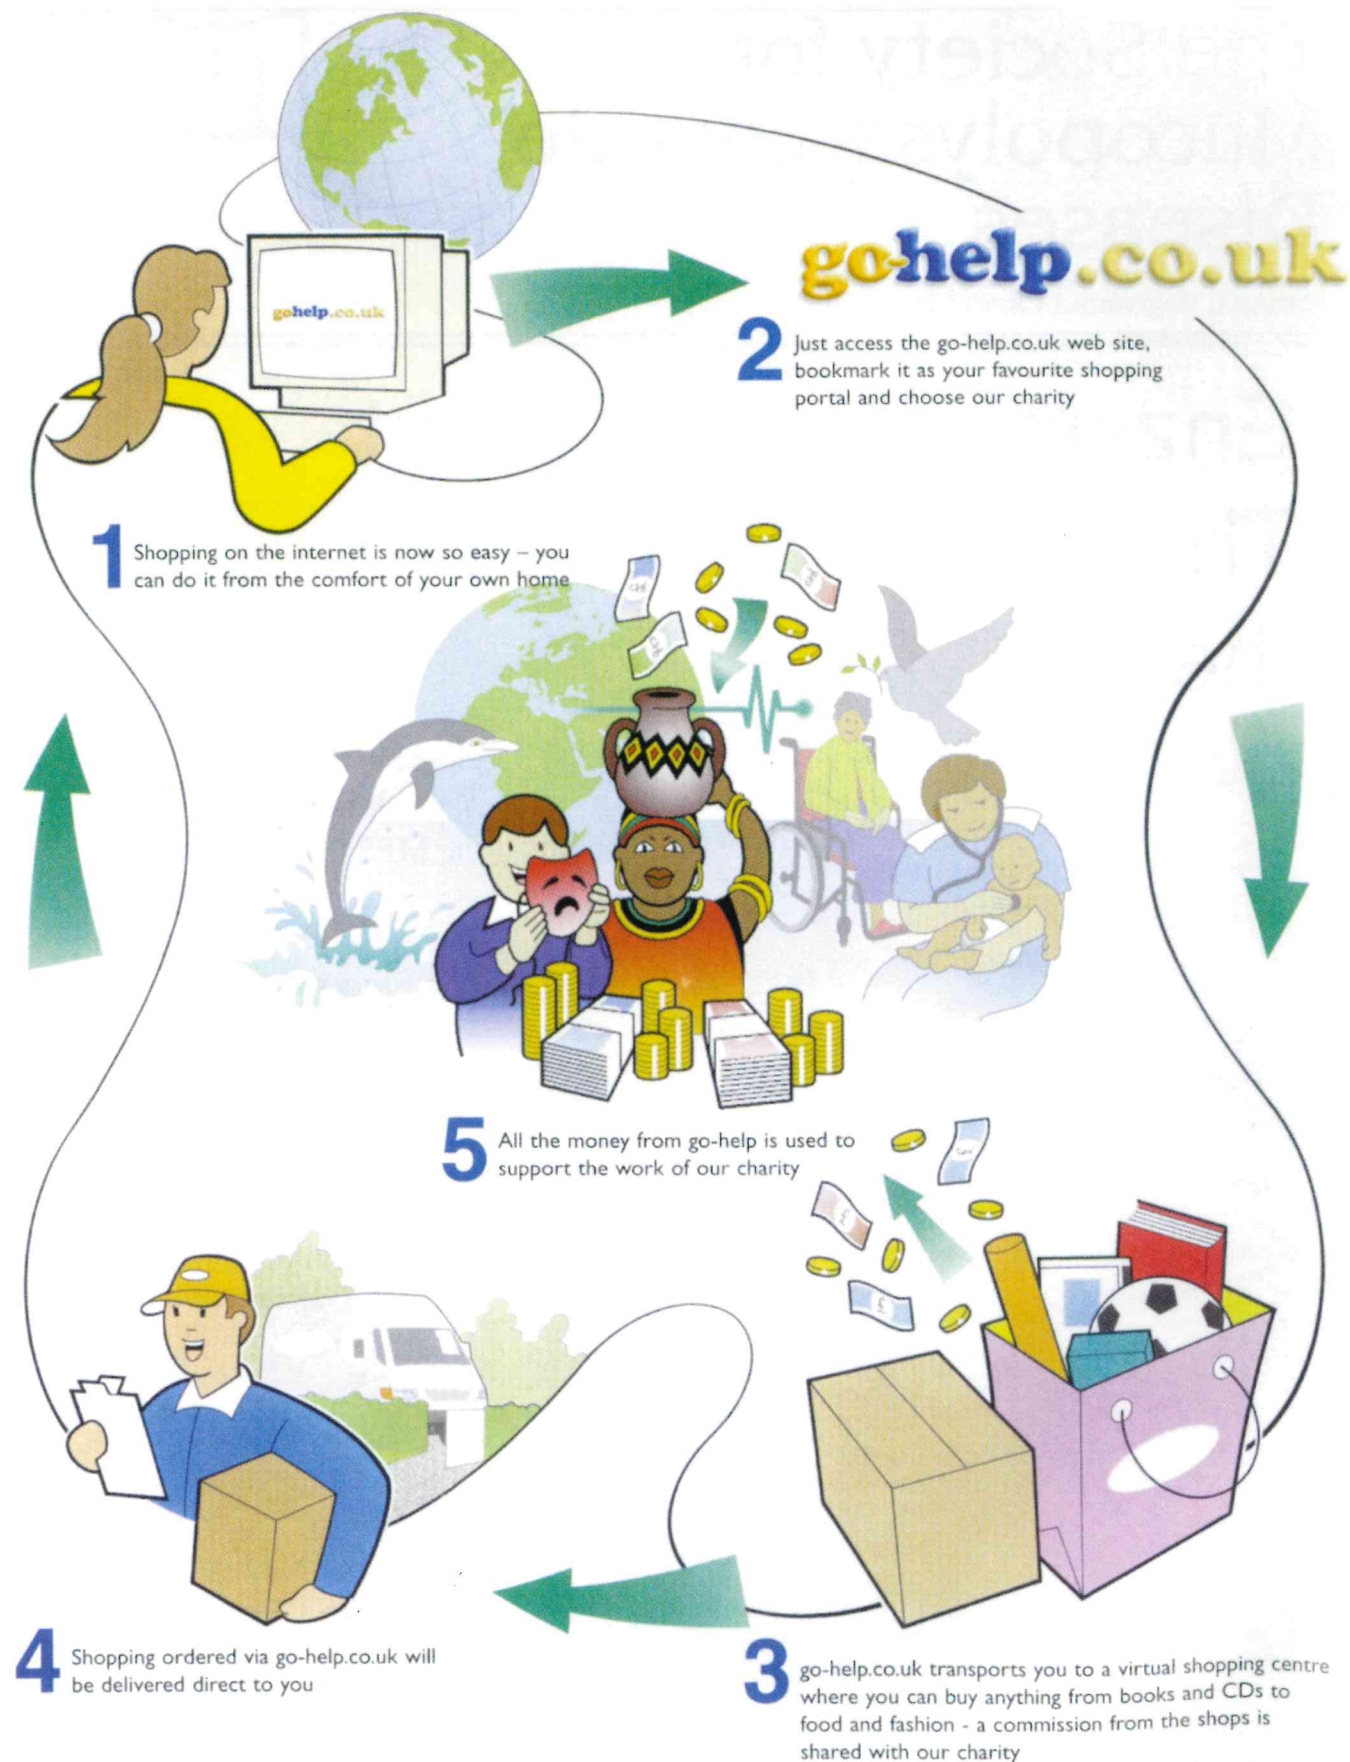 go-help.co.uk
gohelp.co.uk
2 Just access the go-help.co.uk web site,
bookmark it as your favourite shopping
portal and choose our charity
1 Shopping on the internet is now so easy – you
can do it from the comfort of your own home
5 All the money from go-help is used to
support the work of our charity
4 Shopping ordered via go-help.co.uk will
be delivered direct to you
3 go-help.co.uk transports you to a virtual shopping centre
where you can buy anything from books and CDs to
food and fashion - a commission from the shops is
shared with our charity